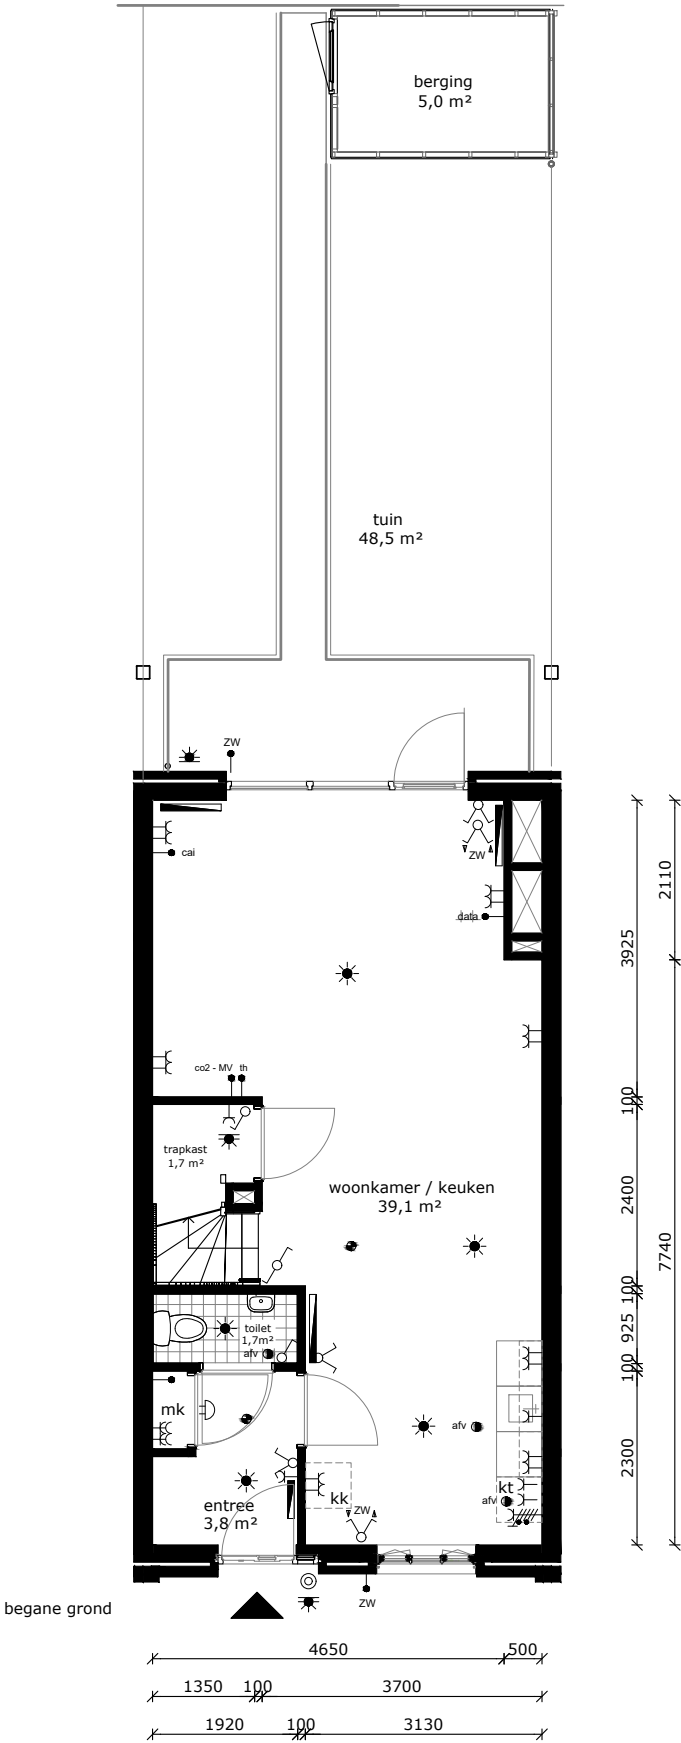 berging
5,0 m²
tuin
48,5 m²
ZW
cai
ZW
data
3925
2110
co2 - MV th
trapkast
1,7 m²
woonkamer / keuken
39,1 m²
100
2400
7740
100
toilet
1,7m²
afv
925
100
mk
afv
2300
kt
afv
kk
ZW
entree
3,8 m²
ZW
begane grond
4650
500
1350
100
3700
1920
100
3130